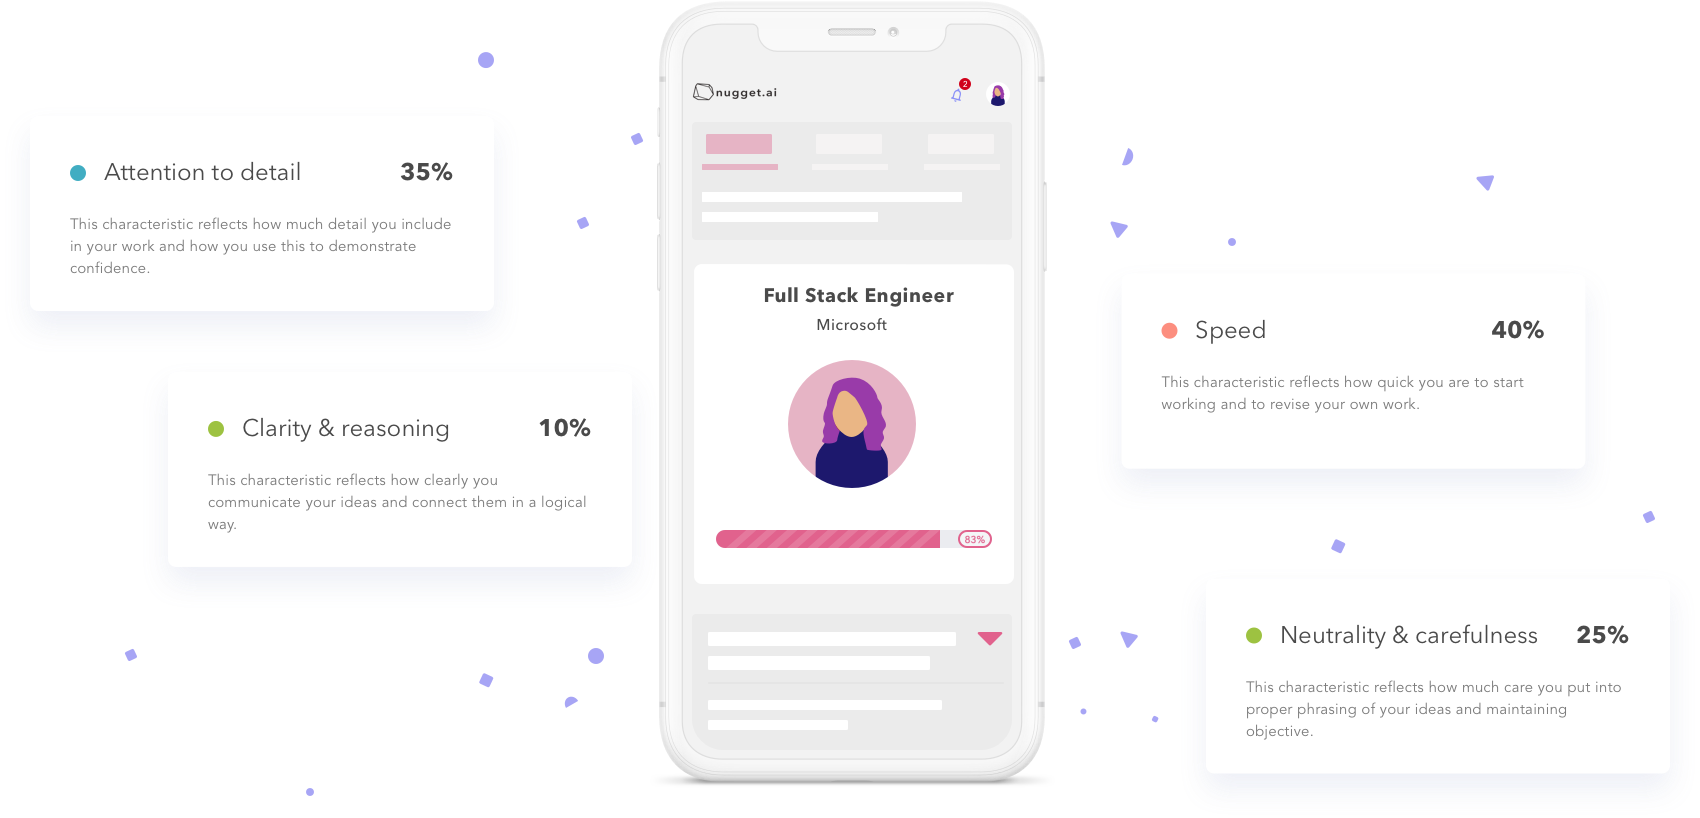 nugget.ai
2
Attention to detail 35%
This characteristic reflects how much detail you include
in your work and how you use this to demonstrate
confidence.
Clarity & reasoning 10%
This characteristic reflects how clearly you
communicate your ideas and connect them in a logical
way.
Full Stack Engineer
Microsoft
83%
Speed 40%
This characteristic reflects how quick you are to start
working and to revise your own work.
Neutrality & carefulness 25%
This characteristic reflects how much care you put into
proper phrasing of your ideas and maintaining
objective.